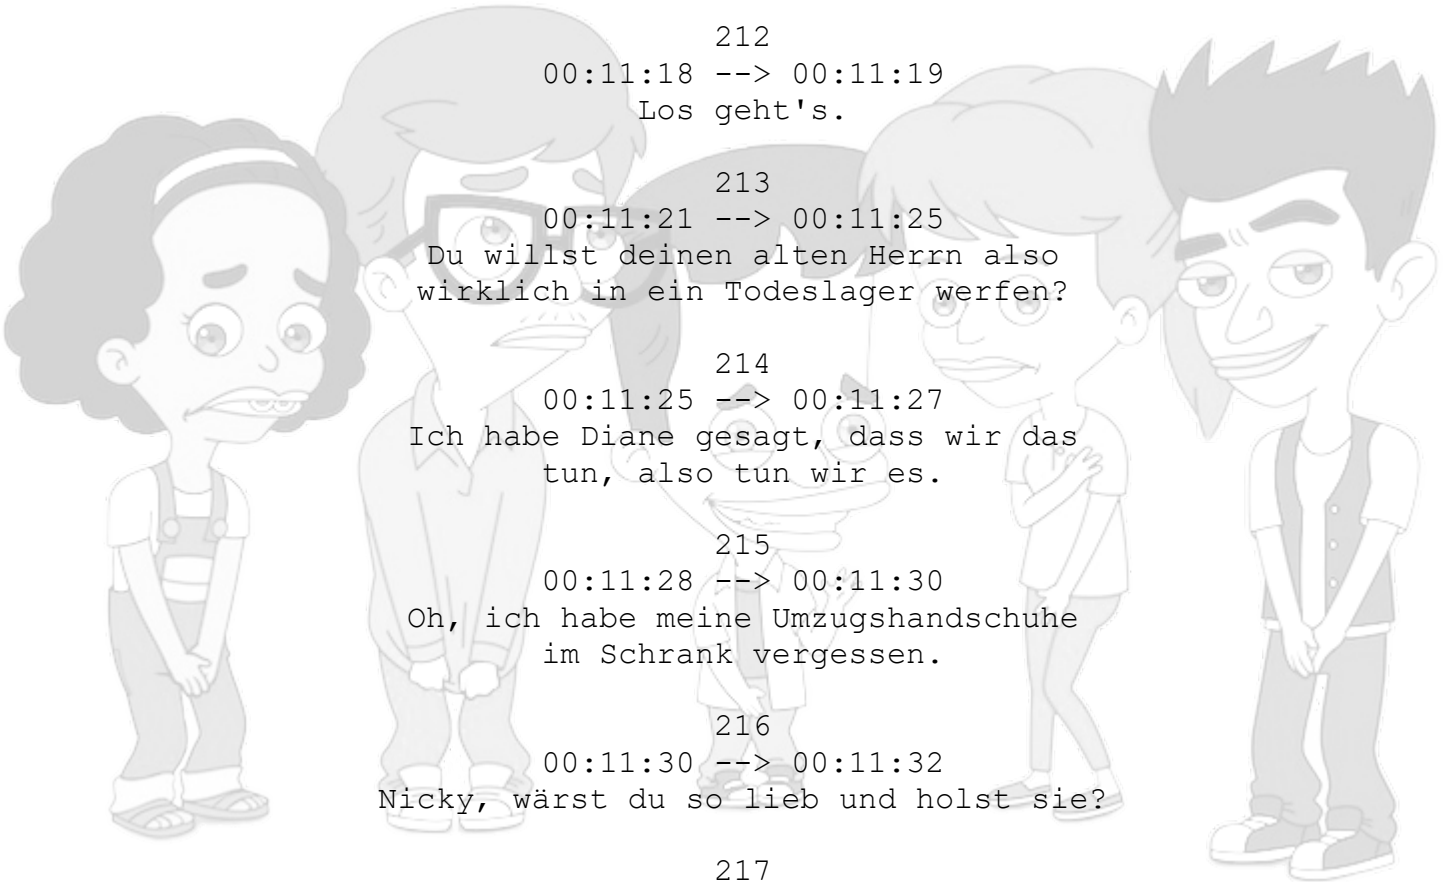 212
00:11:18 --> 00:11:19
Los geht's.
213
00:11:21 --> 00:11:25
Du willst deinen alten Herrn also
wirklich in ein Todeslager werfen?
214
00:11:25 --> 00:11:27
Ich habe Diane gesagt, dass wir das
tun, also tun wir es.
215
00:11:28 --> 00:11:30
Oh, ich habe meine Umzugshandschuhe
im Schrank vergessen.
216
00:11:30 --> 00:11:32
Nicky, wärst du so lieb und holst sie?
217